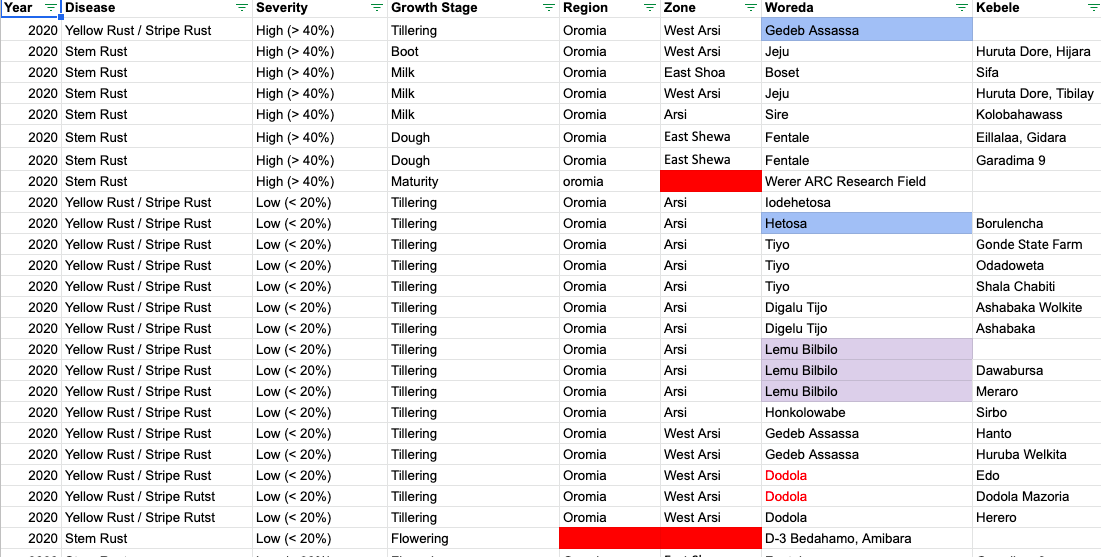 Year Disease Severity Growth Stage Region Zone Woreda Kebele
2020 Yellow Rust / Stripe Rust High (> 40%) Tillering Oromia West Arsi Gedeb Assassa
2020 Stem Rust High (> 40%) Boot Oromia West Arsi Jeju Huruta Dore, Hijara
2020 Stem Rust High (> 40%) Milk Oromia East Shoa Boset Sifa
2020 Stem Rust High (> 40%) Milk Oromia West Arsi Jeju Huruta Dore, Tibilay
2020 Stem Rust High (> 40%) Milk Oromia Arsi Sire Kolobahawass
2020 Stem Rust High (> 40%) Dough Oromia East Shewa Fentale Eillalaa, Gidara
2020 Stem Rust High (> 40%) Dough Oromia East Shewa Fentale Garadima 9
2020 Stem Rust High (> 40%) Maturity oromia Werer ARC Research Field
2020 Yellow Rust / Stripe Rust Low (< 20%) Tillering Oromia Arsi Iodehetosa
2020 Yellow Rust / Stripe Rust Low (< 20%) Tillering Oromia Arsi Hetosa Borulencha
2020 Yellow Rust / Stripe Rust Low (< 20%) Tillering Oromia Arsi Tiyo Gonde State Farm
2020 Yellow Rust / Stripe Rust Low (< 20%) Tillering Oromia Arsi Tiyo Odadoweta
2020 Yellow Rust / Stripe Rust Low (< 20%) Tillering Oromia Arsi Tiyo Shala Chabiti
2020 Yellow Rust / Stripe Rust Low (< 20%) Tillering Oromia Arsi Digalu Tijo Ashabaka Wolkite
2020 Yellow Rust / Stripe Rust Low (< 20%) Tillering Oromia Arsi Digelu Tijo Ashabaka
2020 Yellow Rust / Stripe Rust Low (< 20%) Tillering Oromia Arsi Lemu Bilbilo
2020 Yellow Rust / Stripe Rust Low (< 20%) Tillering Oromia Arsi Lemu Bilbilo Dawabursa
2020 Yellow Rust / Stripe Rust Low (< 20%) Tillering Oromia Arsi Lemu Bilbilo Meraro
2020 Yellow Rust / Stripe Rust Low (< 20%) Tillering Oromia Arsi Honkolowabe Sirbo
2020 Yellow Rust / Stripe Rust Low (< 20%) Tillering Oromia West Arsi Gedeb Assassa Hanto
2020 Yellow Rust / Stripe Rust Low (< 20%) Tillering Oromia West Arsi Gedeb Assassa Huruba Welkita
2020 Yellow Rust / Stripe Rust Low (< 20%) Tillering Oromia West Arsi Dodola Edo
2020 Yellow Rust / Stripe Rutst Low (< 20%) Tillering Oromia West Arsi Dodola Dodola Mazoria
2020 Yellow Rust / Stripe Rutst Low (< 20%) Tillering Oromia West Arsi Dodola Herero
2020 Stem Rust Low (< 20%) Flowering D-3 Bedahamo, Amibara